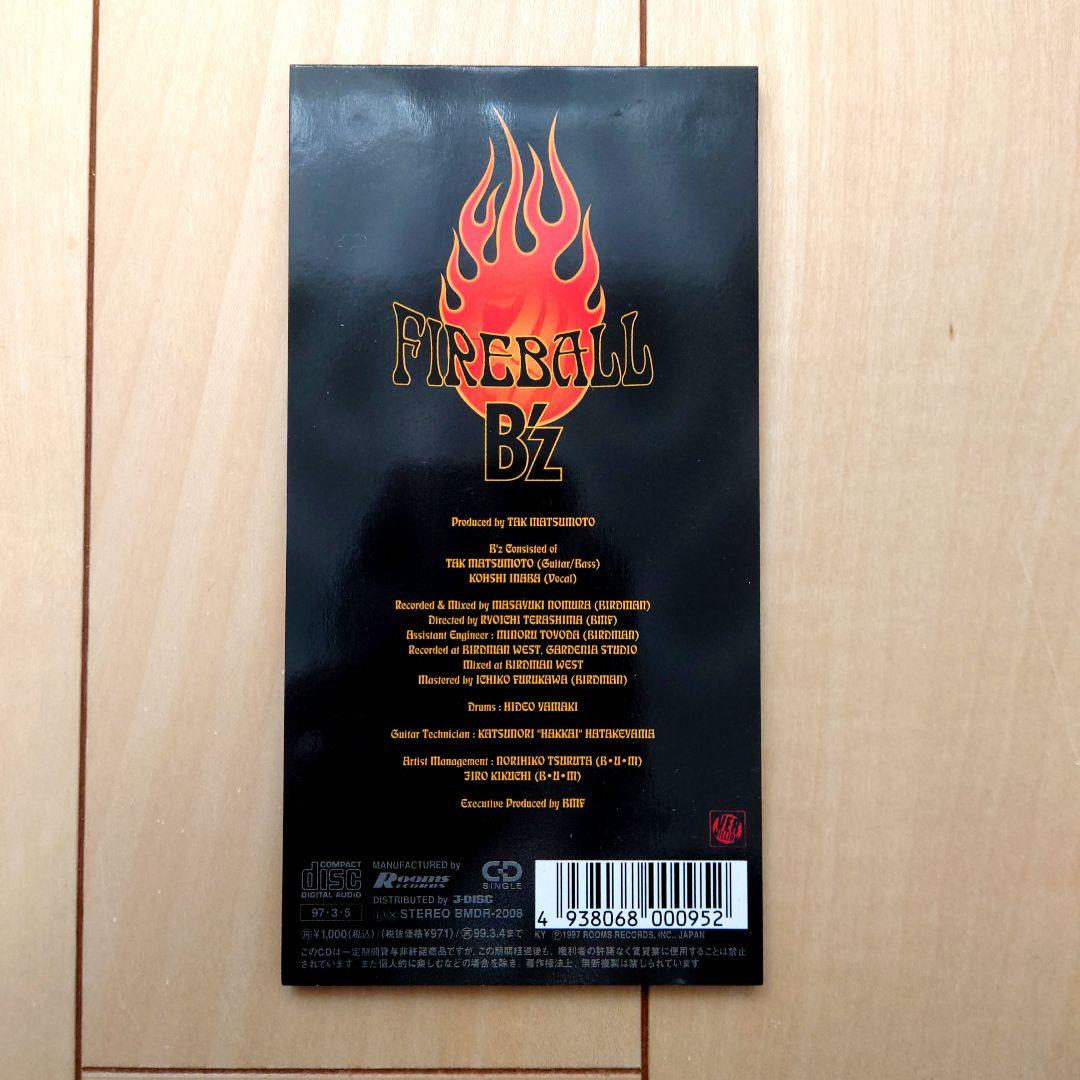 FIREBALL
B'z
Produced by TAK MATSUMOTO
B'z Consisted of
TAK MATSUMOTO (Guitar/Bass)
KOHSHI INABA (Vocal)
Recorded & Mixed by MASAYUKI NOMURA (BIRDMAN)
Directed by RYOICHI TERASHIMA (BMF)
Assistant Engineer : MINORU TOYODA (BIRDMAN)
Recorded at BIRDMAN WEST, GARDENIA STUDIO
Mixed at BIRDMAN WEST
Mastered by ICHIKO FURUKAWA (BIRDMAN)
Drums : HIDEO YAMAKI
Guitar Technician : KATSUNORI "HAKKAI" HATAKEYAMA
Artist Management : NORIHIKO TSURUTA (B•U•M)
JIRO KIKUCHI (B•U•M)
Executive Produced by BMF
VERMILLION
COMPACT disc DIGITAL AUDIO
MANUFACTURED by Rooms RECORDS
CD SINGLE
DISTRIBUTED by J-DISC
97・3・5
Ⓛ Ⓧ STEREO BMDR-2008
4 938068 000952
㋿¥1,000(税込)/(税抜価格¥971)/㋐99.3.4まで
KY Ⓟ1997 ROOMS RECORDS, INC., JAPAN
このCDは一定期間貸与非許諾商品ですが、この期間経過後も、権利者の許諾なく賃貸業に使用することは禁止
されています。また個人的に楽しむなどの場合を除き、著作権法上、無断複製は禁じられています。